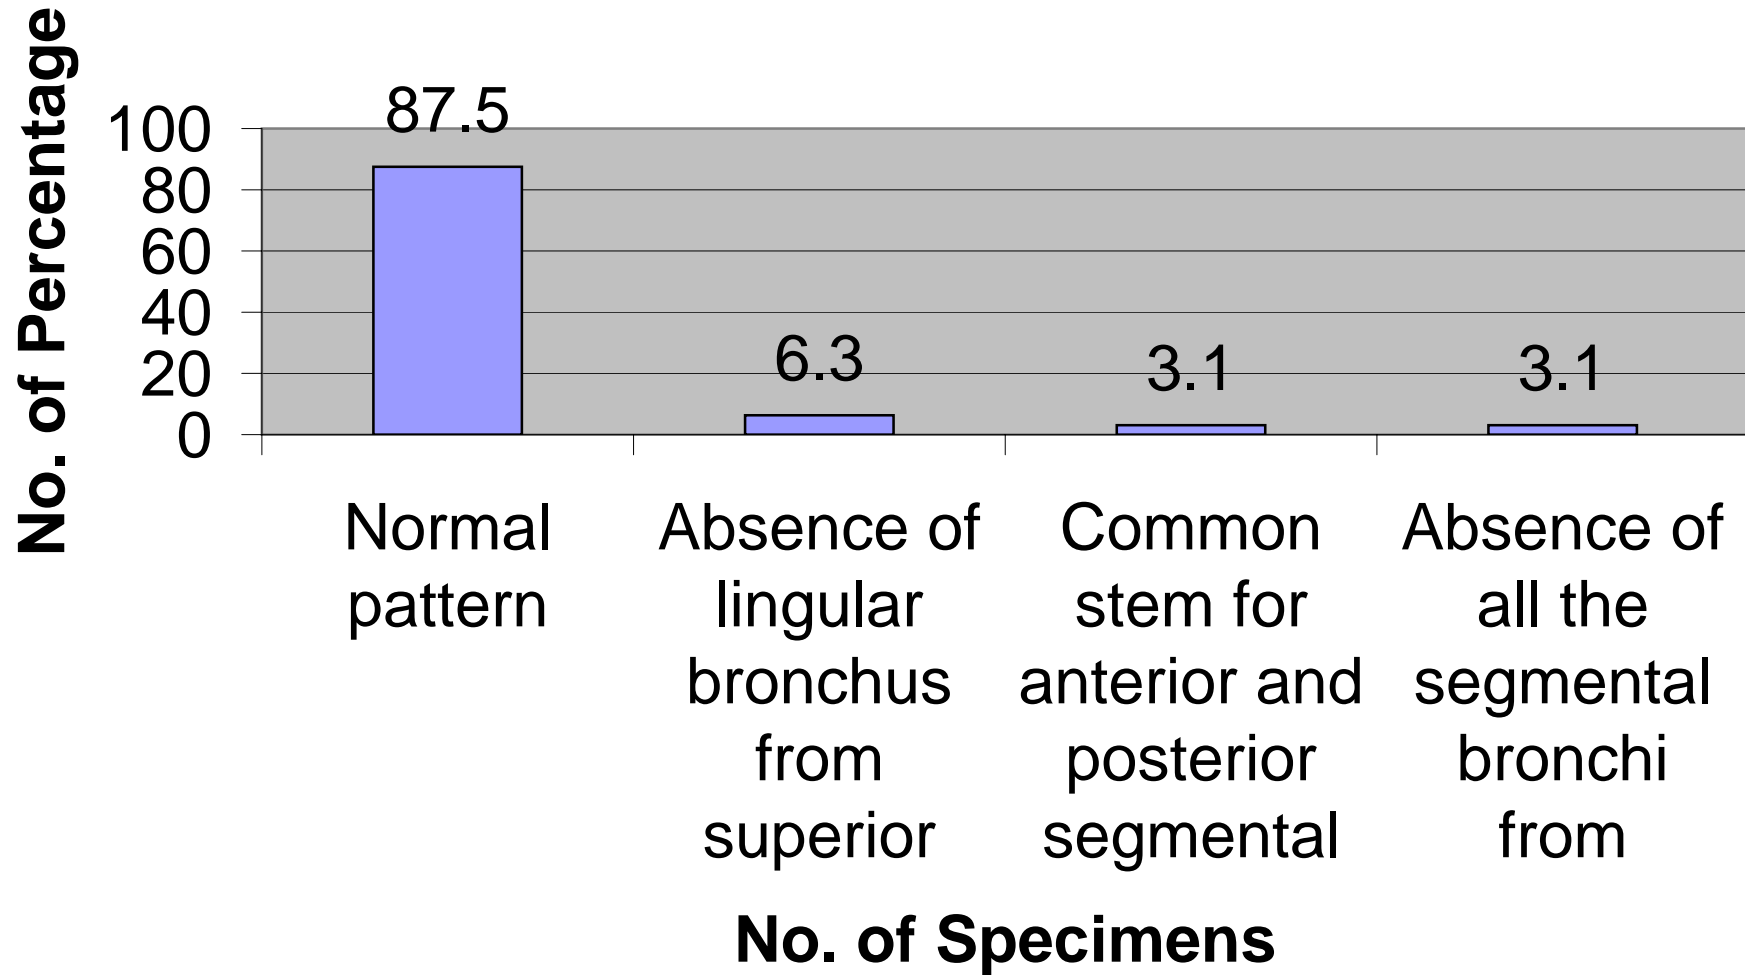 No. of Percentage
100
80
60
40
20
0
87.5
6.3
3.1
3.1
Normal
pattern
Absence of
lingular
bronchus
from
superior
Common
stem for
anterior and
posterior
segmental
Absence of
all the
segmental
bronchi
from
No. of Specimens